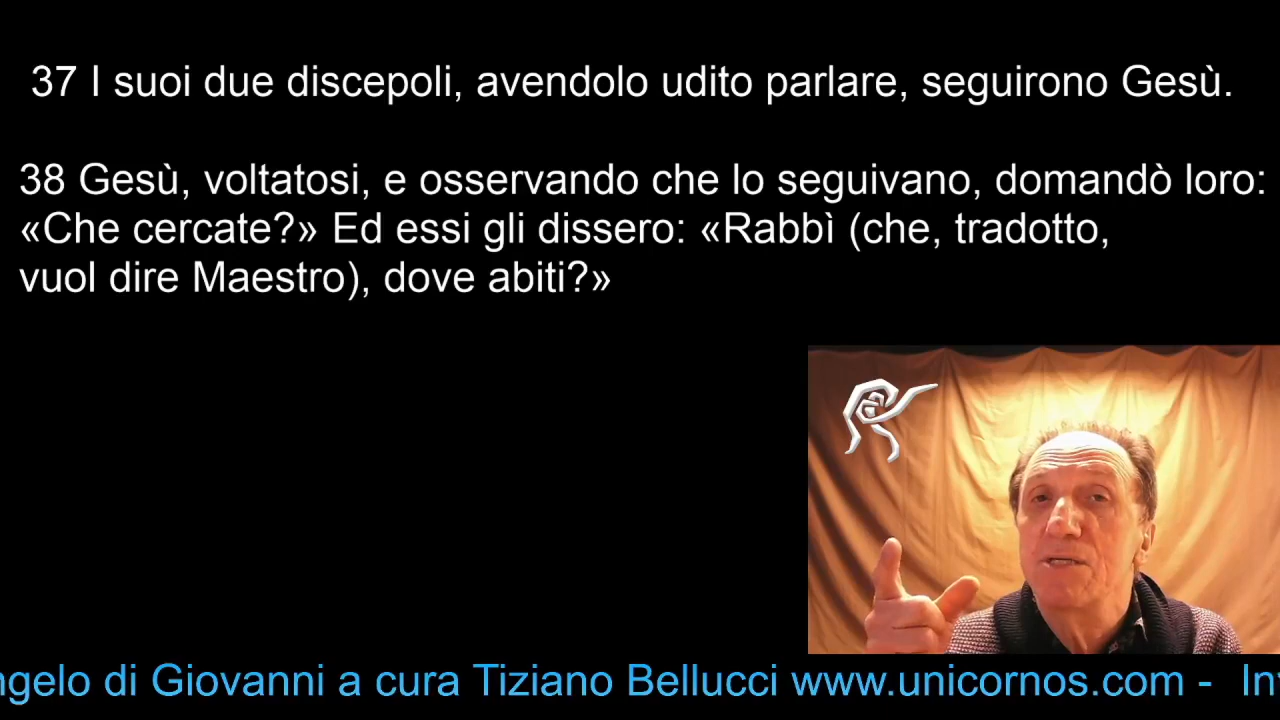 37 I suoi due discepoli, avendolo udito parlare, seguirono Gesù.
38 Gesù, voltatosi, e osservando che lo seguivano, domandò loro:
«Che cercate?» Ed essi gli dissero: «Rabbì (che, tradotto,
vuol dire Maestro), dove abiti?»
ngelo di Giovanni a cura Tiziano Bellucci www.unicornos.com -